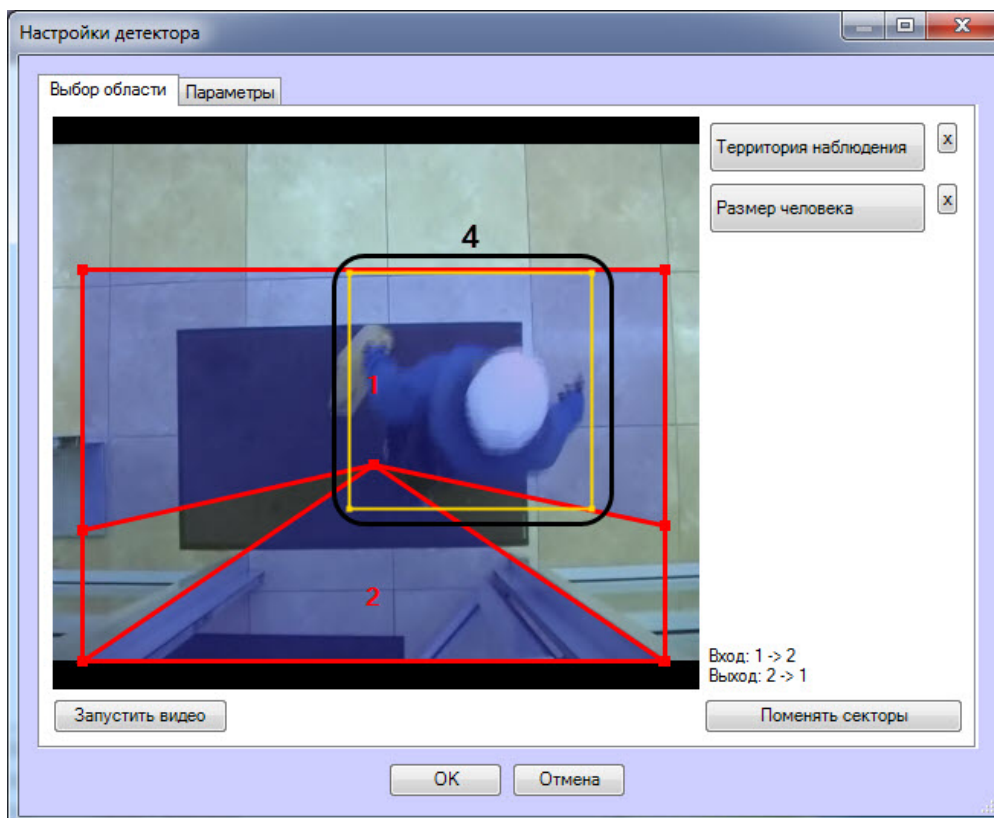 Настройки детектора
Выбор области
Параметры
Территория наблюдения
x
Размер человека
x
4
1
2
Вход: 1 -> 2
Выход: 2 -> 1
Запустить видео
Поменять секторы
OK
Отмена